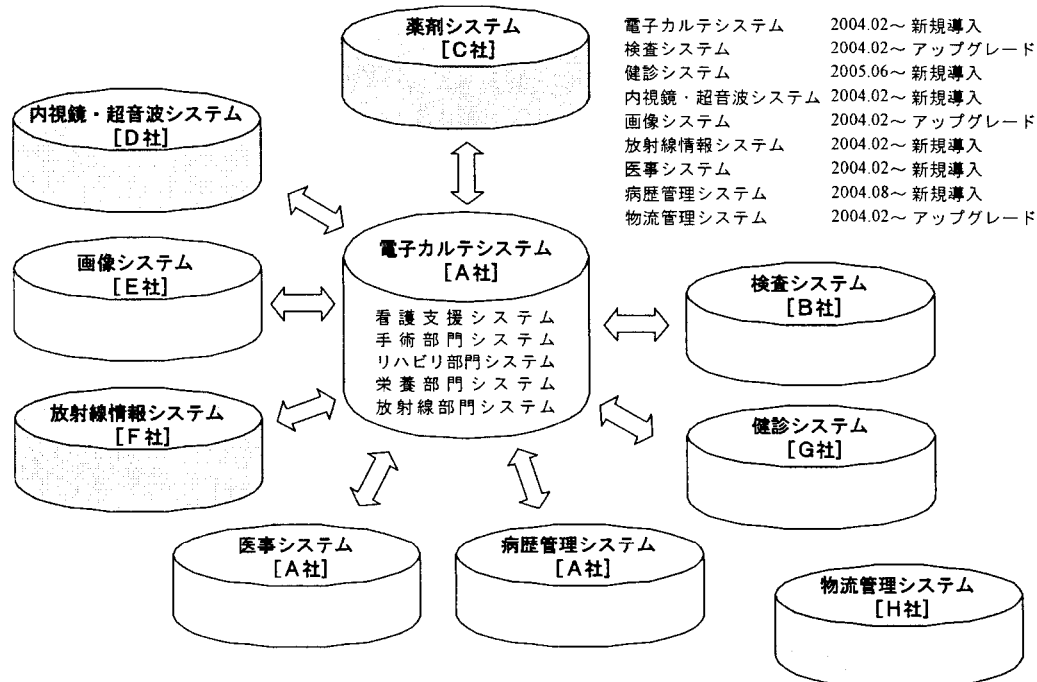 薬剤システム
[C社]
電子カルテシステム 2004.02～ 新規導入
検査システム 2004.02～ アップグレード
健診システム 2005.06～ 新規導入
内視鏡・超音波システム 2004.02～ 新規導入
画像システム 2004.02～ アップグレード
放射線情報システム 2004.02～ 新規導入
医事システム 2004.02～ 新規導入
病歴管理システム 2004.08～ 新規導入
物流管理システム 2004.02～ アップグレード
内視鏡・超音波システム
[D社]
電子カルテシステム
[A社]
看護支援システム
手術部門システム
リハビリ部門システム
栄養部門システム
放射線部門システム
画像システム
[E社]
検査システム
[B社]
放射線情報システム
[F社]
健診システム
[G社]
医事システム
[A社]
病歴管理システム
[A社]
物流管理システム
[H社]